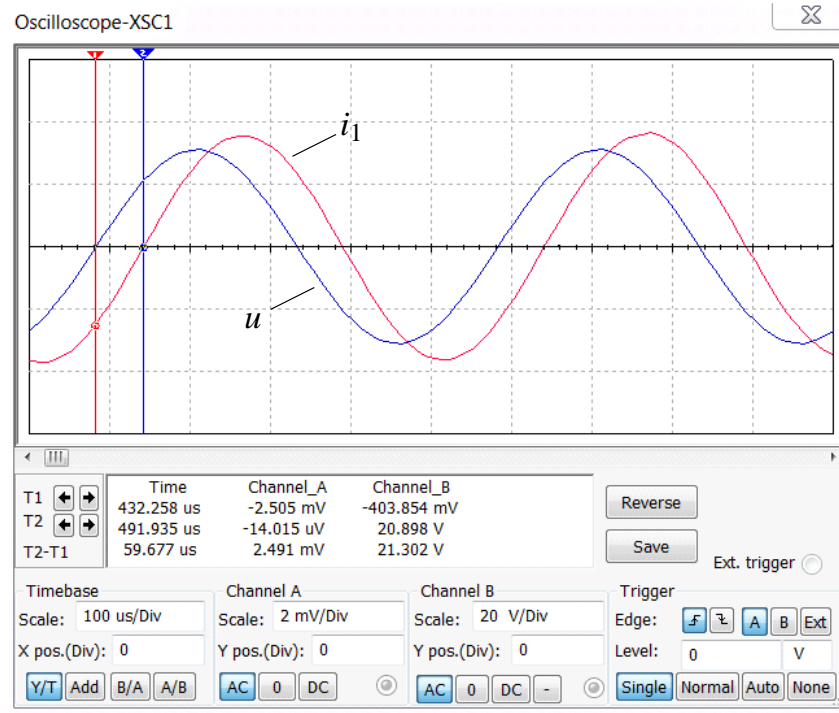 Oscilloscope-XSC1
1 2
i1
u
Time Channel_A Channel_B
T1 432.258 us -2.505 mV -403.854 mV
T2 491.935 us -14.015 uV 20.898 V
T2-T1 59.677 us 2.491 mV 21.302 V
Reverse
Save
Ext. trigger
Timebase Channel A Channel B Trigger
Scale: 100 us/Div Scale: 2 mV/Div Scale: 20 V/Div Edge: A B Ext
X pos.(Div): 0 Y pos.(Div): 0 Y pos.(Div): 0 Level: 0 V
Y/T Add B/A A/B AC 0 DC AC 0 DC - Single Normal Auto None